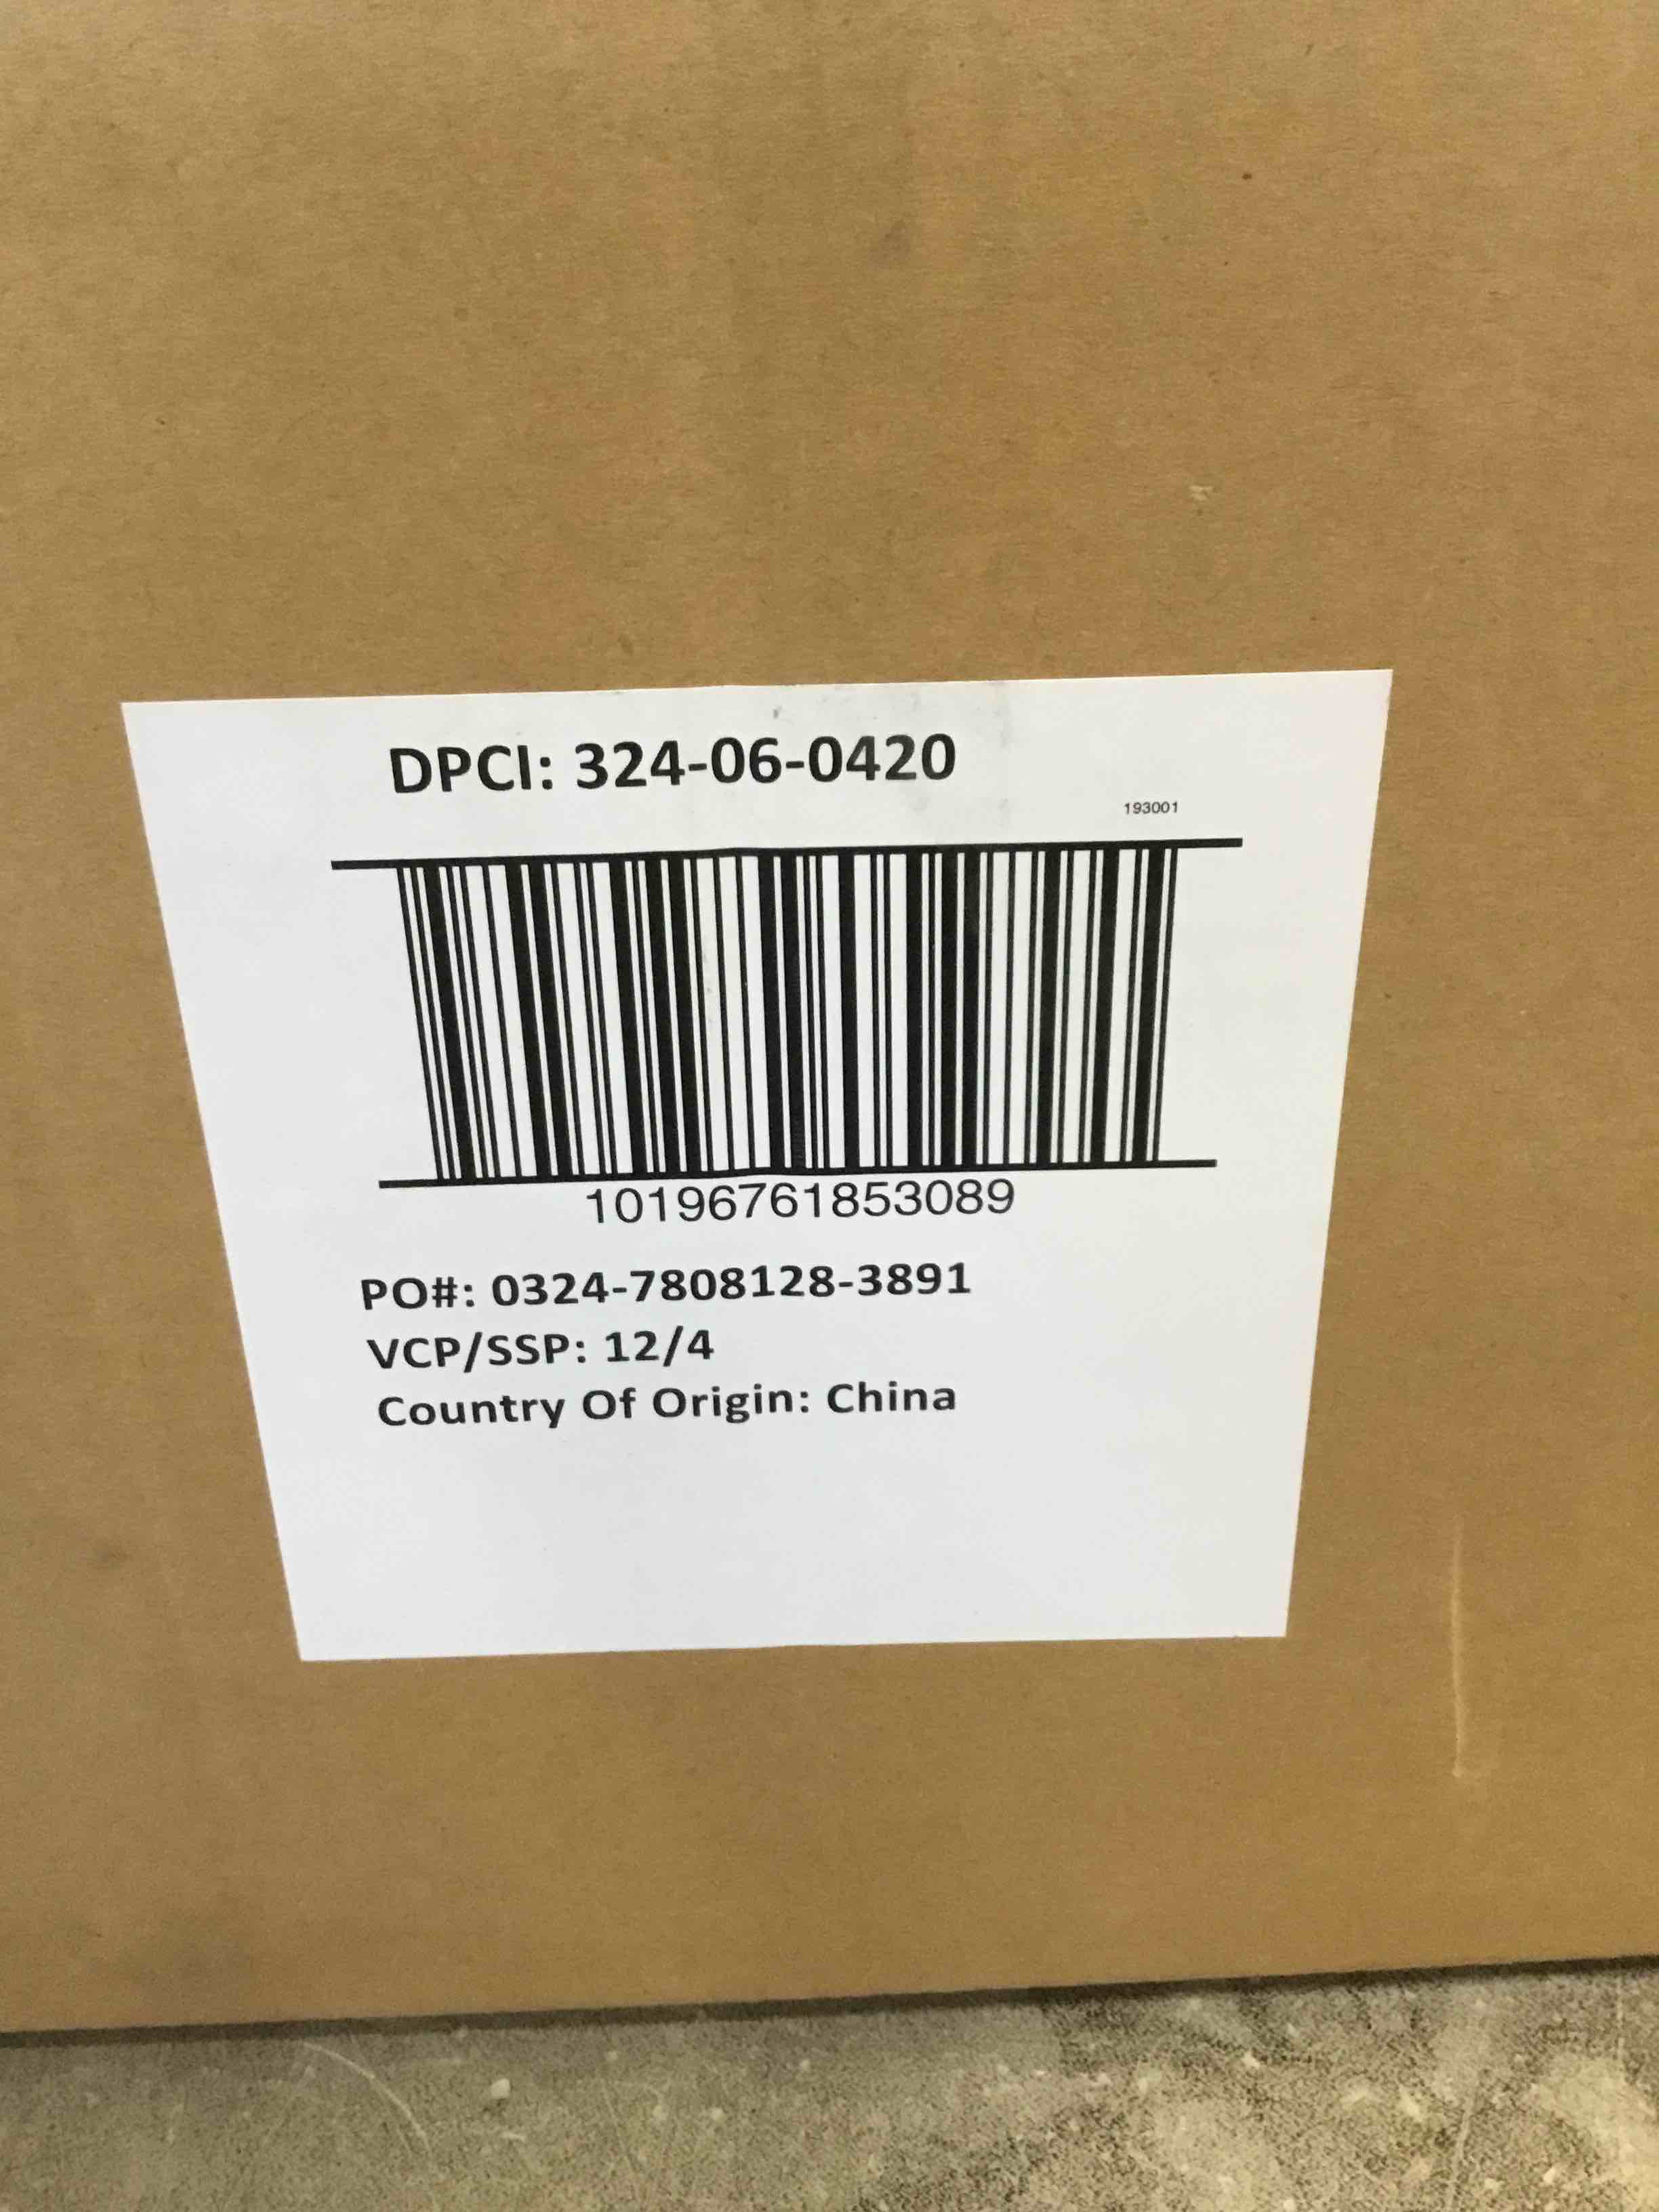 DPCI: 324-06-0420
193001
10196761853089
PO#: 0324-7808128-3891
VCP/SSP: 12/4
Country Of Origin: China